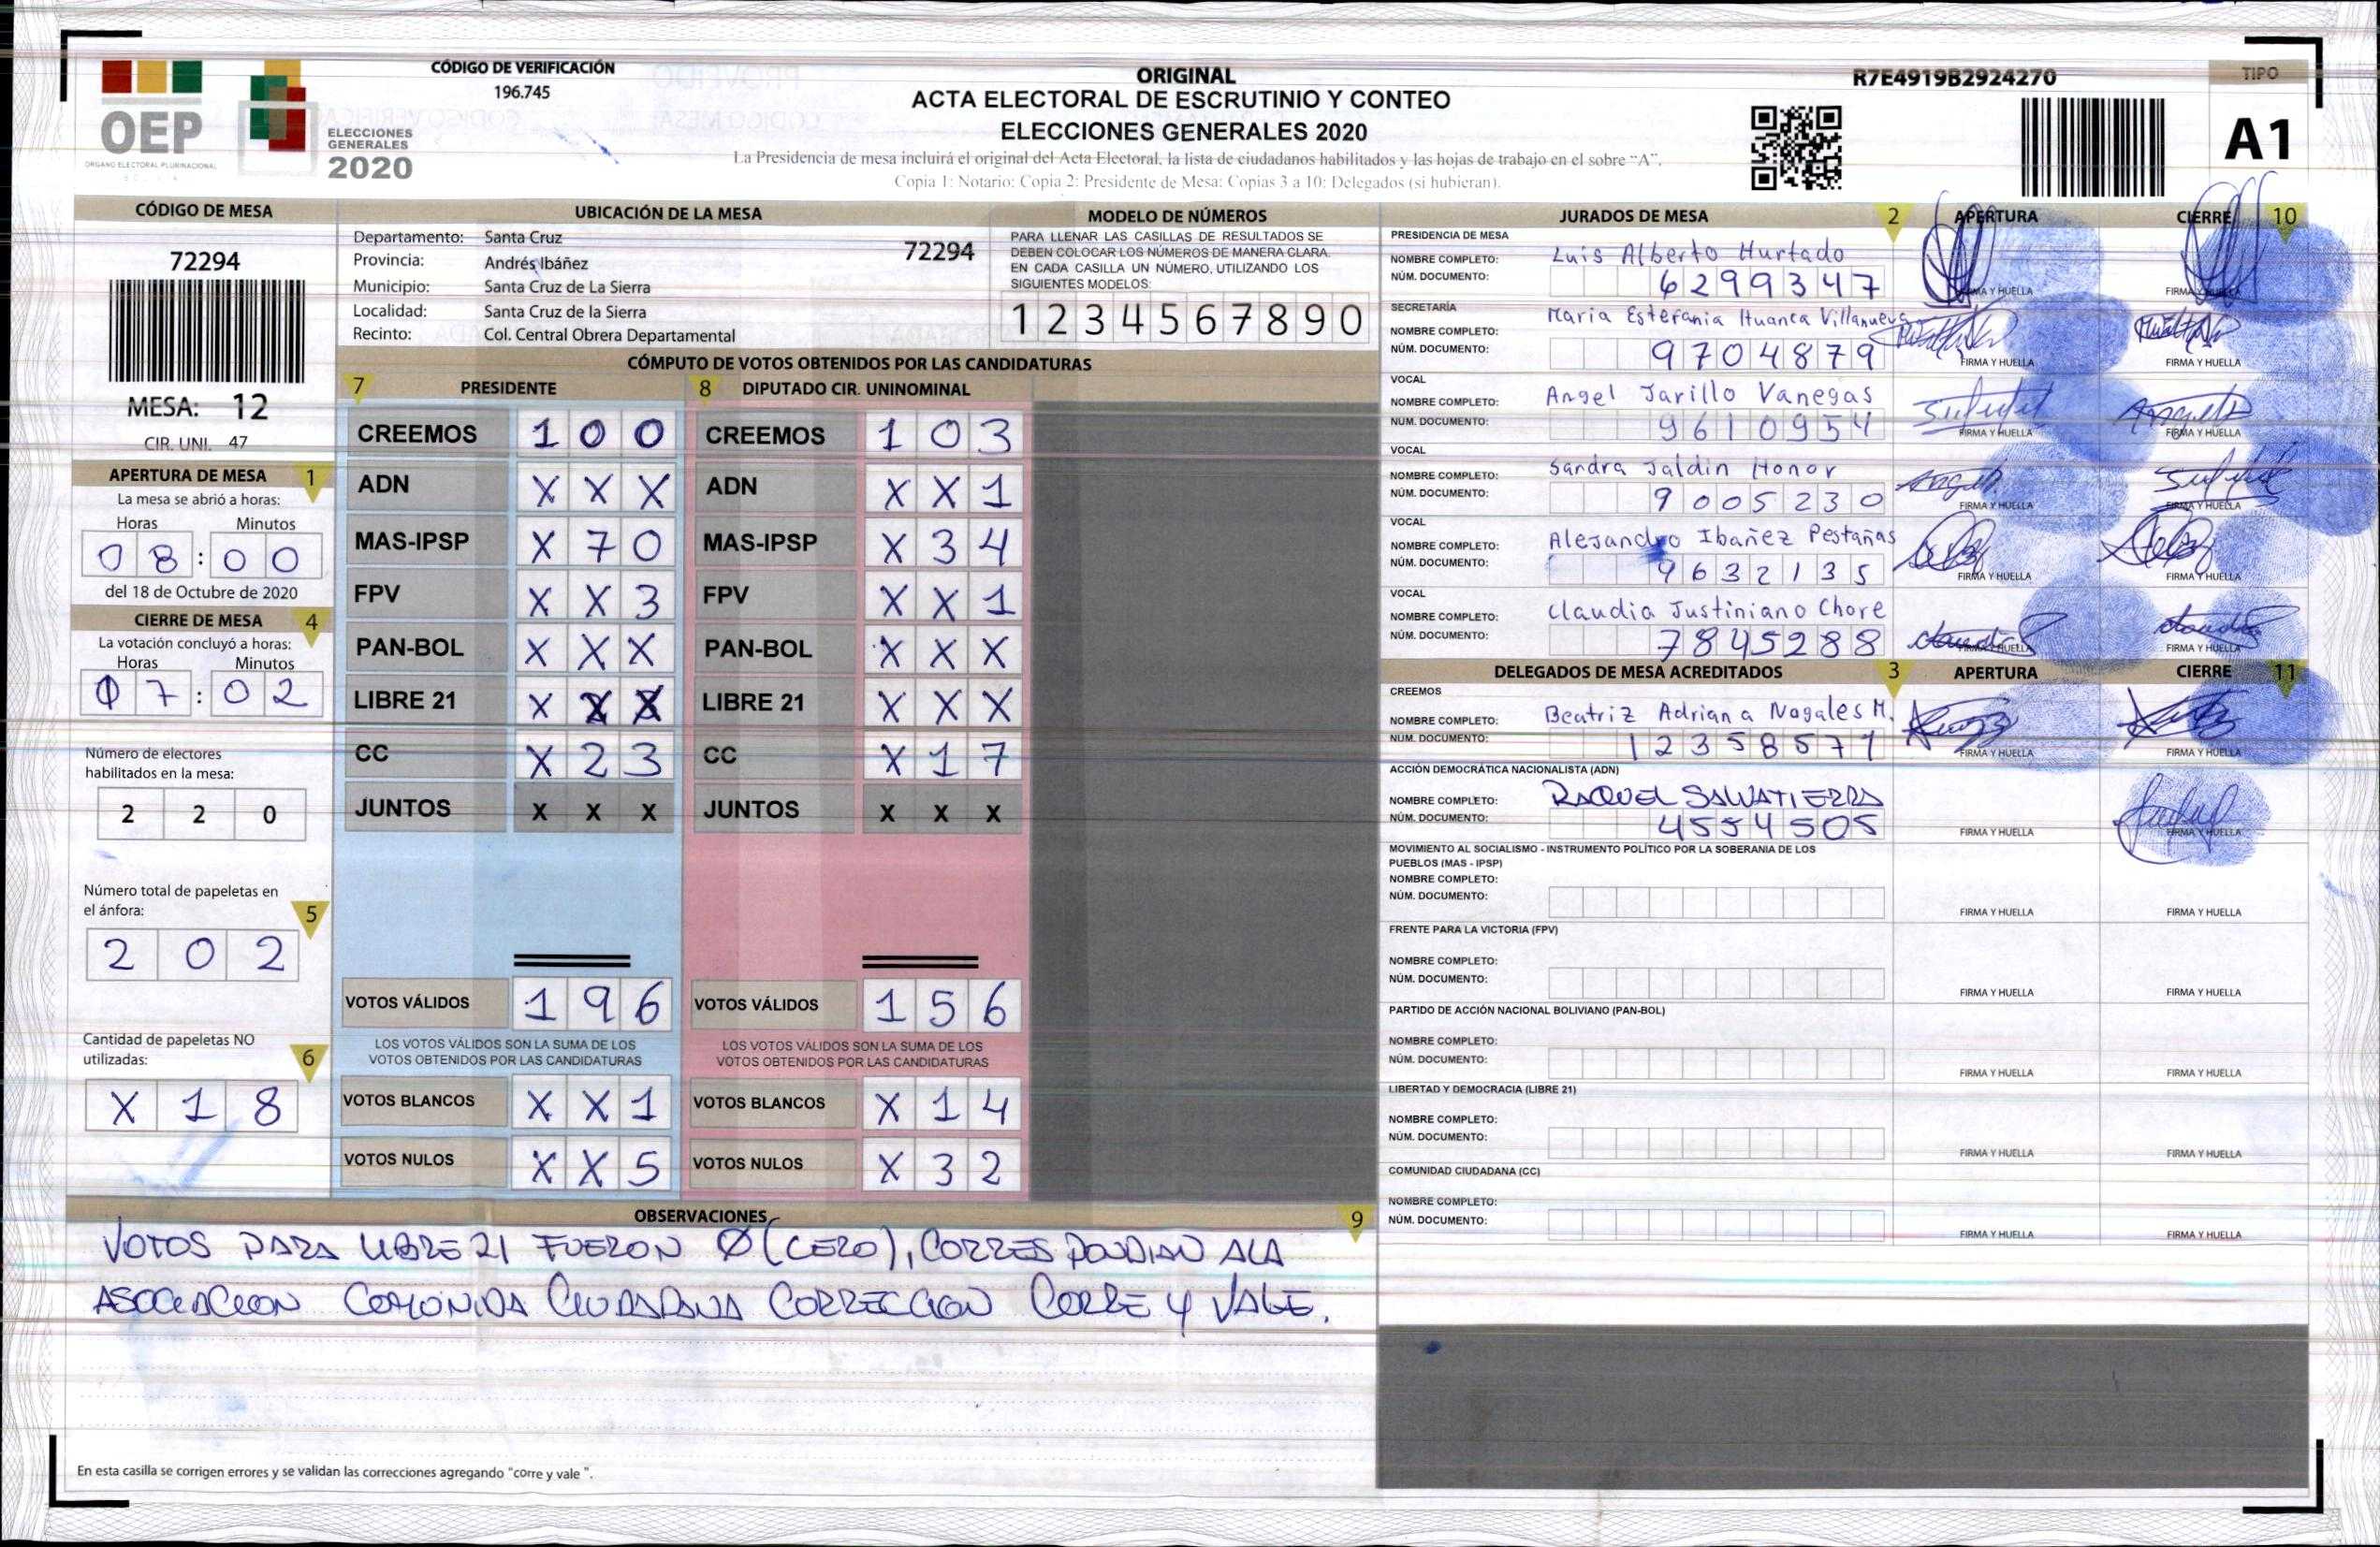 CÓDIGO DE VERIFICACIÓN
196.745
OEP
ÓRGANO ELECTORAL PLURINACIONAL
ELECCIONES
GENERALES
2020
ORIGINAL
ACTA ELECTORAL DE ESCRUTINIO Y CONTEO
ELECCIONES GENERALES 2020
La Presidencia de mesa incluirá el original del Acta Electoral, la lista de ciudadanos habilitados y las hojas de trabajo en el sobre “A”.
Copia 1: Notario; Copia 2: Presidente de Mesa; Copias 3 a 10: Delegados (si hubieran).
R7E4919B2924270
TIPO
A1
CÓDIGO DE MESA
72294
MESA: 12
CIR. UNI. 47
APERTURA DE MESA 1
La mesa se abrió a horas:
Horas Minutos
08:00
del 18 de Octubre de 2020
CIERRE DE MESA 4
La votación concluyó a horas:
Horas Minutos
07:02
Número de electores
habilitados en la mesa:
2 2 0
Número total de papeletas en
el ánfora: 5
2 0 2
Cantidad de papeletas NO
utilizadas: 6
X 1 8
UBICACIÓN DE LA MESA
Departamento: Santa Cruz
72294
Provincia: Andrés Ibáñez
Municipio: Santa Cruz de La Sierra
Localidad: Santa Cruz de la Sierra
Recinto: Col. Central Obrera Departamental
MODELO DE NÚMEROS
PARA LLENAR LAS CASILLAS DE RESULTADOS SE
DEBEN COLOCAR LOS NÚMEROS DE MANERA CLARA.
EN CADA CASILLA UN NÚMERO, UTILIZANDO LOS
SIGUIENTES MODELOS:
1 2 3 4 5 6 7 8 9 0
CÓMPUTO DE VOTOS OBTENIDOS POR LAS CANDIDATURAS
7 PRESIDENTE 8 DIPUTADO CIR. UNINOMINAL
CREEMOS 1 0 0 CREEMOS 1 0 3
ADN X X X ADN X X 1
MAS-IPSP X 7 0 MAS-IPSP X 3 4
FPV X X 3 FPV X X 1
PAN-BOL X X X PAN-BOL X X X
LIBRE 21 X X X LIBRE 21 X X X
CC X 2 3 CC X 1 7
JUNTOS X X X JUNTOS X X X
VOTOS VÁLIDOS 1 9 6 VOTOS VÁLIDOS 1 5 6
LOS VOTOS VÁLIDOS SON LA SUMA DE LOS
VOTOS OBTENIDOS POR LAS CANDIDATURAS
LOS VOTOS VÁLIDOS SON LA SUMA DE LOS
VOTOS OBTENIDOS POR LAS CANDIDATURAS
VOTOS BLANCOS X X 1 VOTOS BLANCOS X 1 4
VOTOS NULOS X X 5 VOTOS NULOS X 3 2
OBSERVACIONES 9
VOTOS PARA LIBRE 21 FUERON Ø (CERO), CORRESPONDIAN A LA
COMUNIDA CIUDADANA CORRECCION CORRE Y VALE.
En esta casilla se corrigen errores y se validan las correcciones agregando "corre y vale ".
JURADOS DE MESA 2 APERTURA CIERRE 10
PRESIDENCIA DE MESA
NOMBRE COMPLETO: Luis Alberto Hurtado
NÚM. DOCUMENTO: 6299347
FIRMA Y HUELLA FIRMA Y HUELLA
SECRETARÍA
NOMBRE COMPLETO: Maria Estefania Huanca Villanueva
NÚM. DOCUMENTO: 9704879
FIRMA Y HUELLA FIRMA Y HUELLA
VOCAL
NOMBRE COMPLETO: Angel Jarillo Vanegas
NÚM. DOCUMENTO: 9610954
FIRMA Y HUELLA FIRMA Y HUELLA
VOCAL
NOMBRE COMPLETO: Sandra Jaldin Honor
NÚM. DOCUMENTO: 9005230
FIRMA Y HUELLA FIRMA Y HUELLA
VOCAL
NOMBRE COMPLETO: Alejandro Ibañez Pestañas
NÚM. DOCUMENTO: 9632135
FIRMA Y HUELLA FIRMA Y HUELLA
VOCAL
NOMBRE COMPLETO: Claudia Justiniano Chore
NÚM. DOCUMENTO: 7845288
FIRMA Y HUELLA FIRMA Y HUELLA
DELEGADOS DE MESA ACREDITADOS 3 APERTURA CIERRE 11
CREEMOS
NOMBRE COMPLETO: Beatriz Adriana Nogales M.
NÚM. DOCUMENTO: 12358571
FIRMA Y HUELLA FIRMA Y HUELLA
ACCIÓN DEMOCRÁTICA NACIONALISTA (ADN)
NOMBRE COMPLETO: RAQUEL SALVATIERRA
NÚM. DOCUMENTO: 4554505
FIRMA Y HUELLA FIRMA Y HUELLA
MOVIMIENTO AL SOCIALISMO - INSTRUMENTO POLÍTICO POR LA SOBERANIA DE LOS
PUEBLOS (MAS - IPSP)
NOMBRE COMPLETO:
NÚM. DOCUMENTO:
FIRMA Y HUELLA FIRMA Y HUELLA
FRENTE PARA LA VICTORIA (FPV)
NOMBRE COMPLETO:
NÚM. DOCUMENTO:
FIRMA Y HUELLA FIRMA Y HUELLA
PARTIDO DE ACCIÓN NACIONAL BOLIVIANO (PAN-BOL)
NOMBRE COMPLETO:
NÚM. DOCUMENTO:
FIRMA Y HUELLA FIRMA Y HUELLA
LIBERTAD Y DEMOCRACIA (LIBRE 21)
NOMBRE COMPLETO:
NÚM. DOCUMENTO:
FIRMA Y HUELLA FIRMA Y HUELLA
COMUNIDAD CIUDADANA (CC)
NOMBRE COMPLETO:
NÚM. DOCUMENTO:
FIRMA Y HUELLA FIRMA Y HUELLA